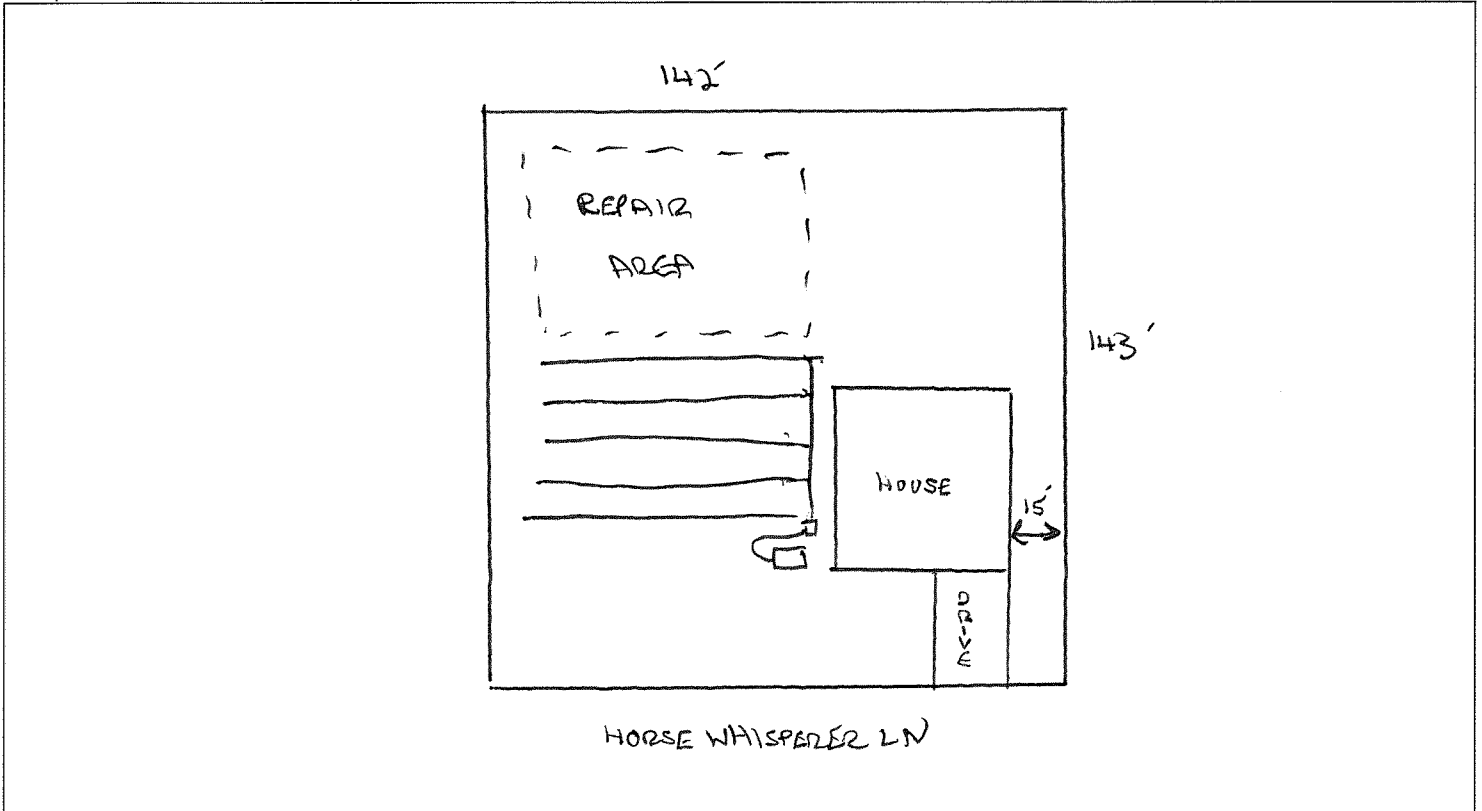 142'
REPAIR
AREA
143'
HOUSE
15'
DRIVE
HORSE WHISPERER LN